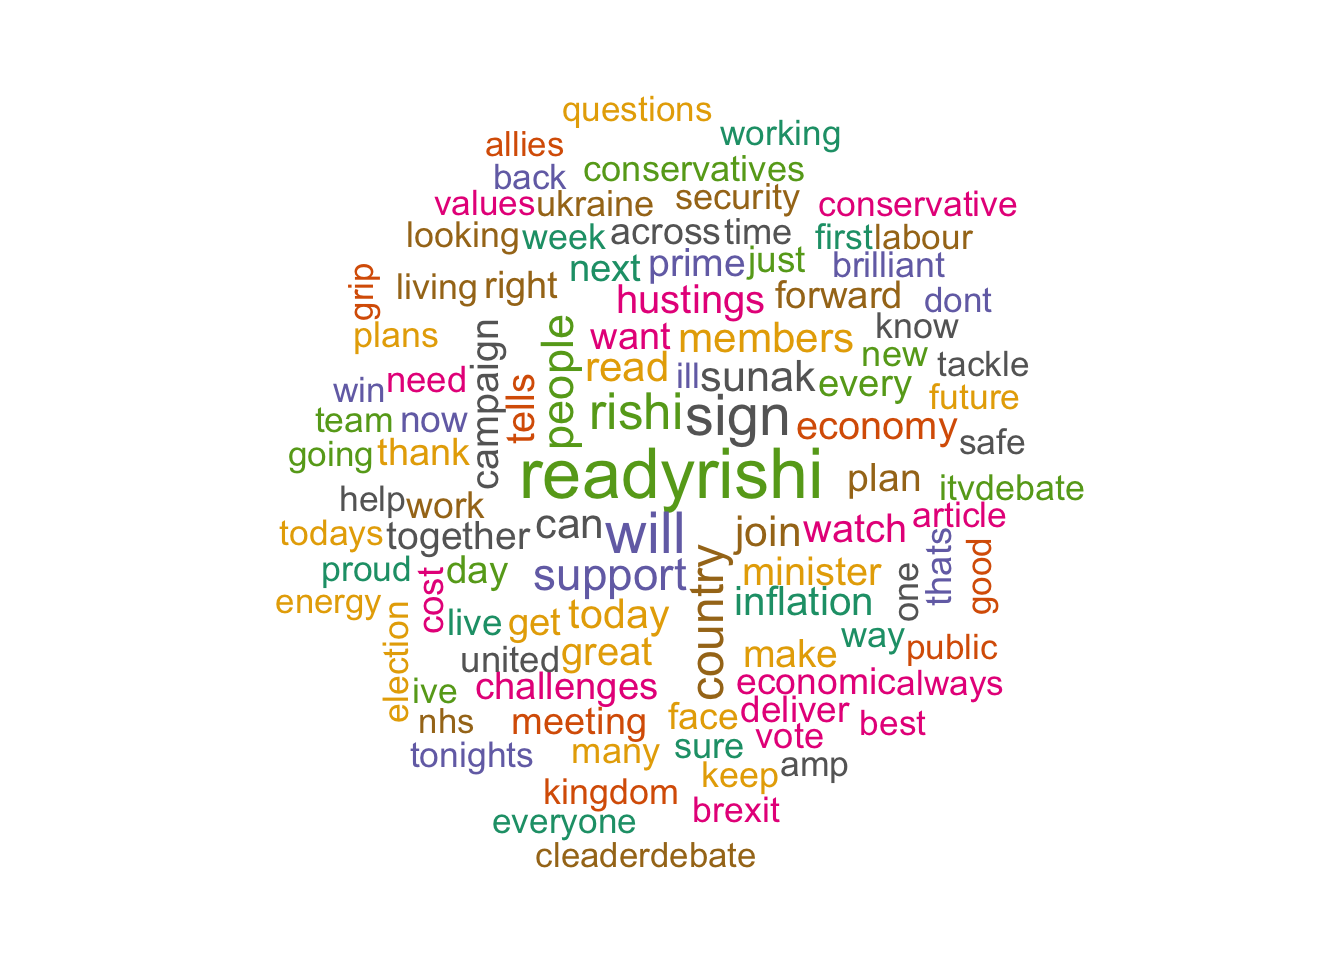 questions
working
allies
conservatives
back
values ukraine security conservative
looking week across time first labour
next prime just brilliant
grip living right hustings forward dont
plans campaign people want members know
read new tackle
win need tells ill sunak every future
team now rishi sign economy safe
going thank
readyrishi plan itvdebate
help work article
todays together can will join watch
proud cost day support country minister one thats good
energy inflation
election live get today way public
united great make
ive challenges economic always
nhs meeting face deliver best
tonights many sure vote
keep amp
kingdom brexit
everyone
cleaderdebate